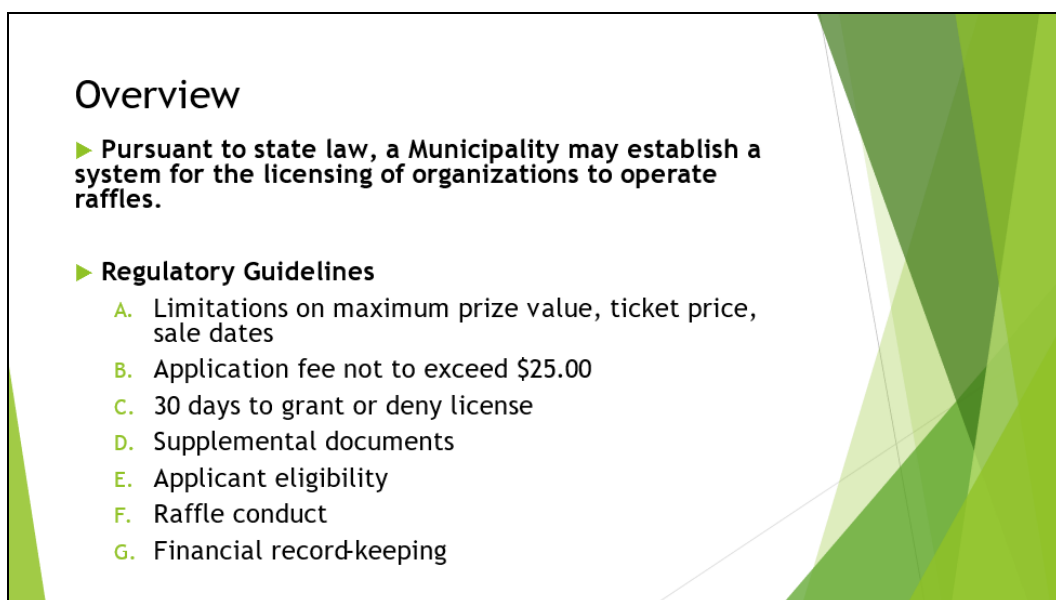 Overview
▶ Pursuant to state law, a Municipality may establish a
system for the licensing of organizations to operate
raffles.
▶ Regulatory Guidelines
A. Limitations on maximum prize value, ticket price,
sale dates
B. Application fee not to exceed $25.00
C. 30 days to grant or deny license
D. Supplemental documents
E. Applicant eligibility
F. Raffle conduct
G. Financial record-keeping